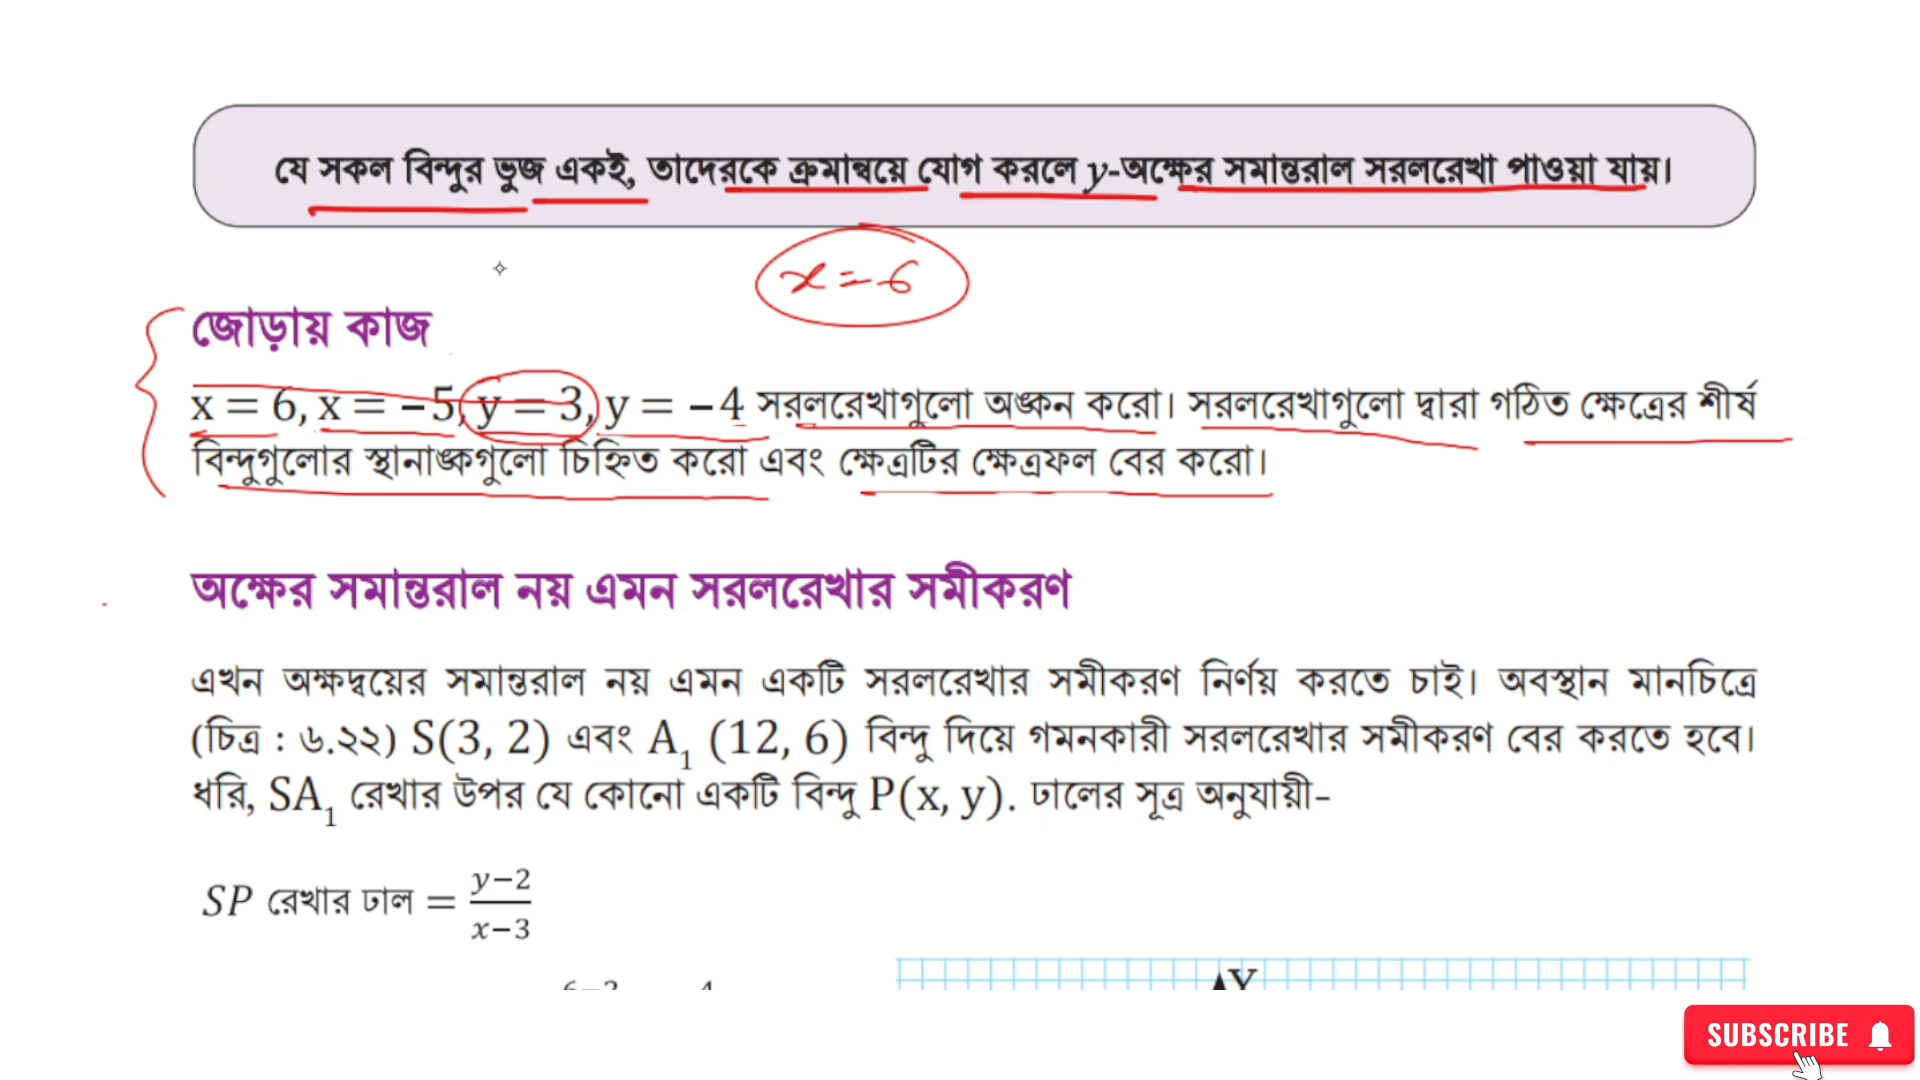 যে সকল বিন্দুর ভুজ একই, তাদেরকে ক্রমান্বয়ে যোগ করলে y-অক্ষের সমান্তরাল সরলরেখা পাওয়া যায়।
x = 6
জোড়ায় কাজ
x = 6, x = –5, y = 3, y = –4 সরলরেখাগুলো অঙ্কন করো। সরলরেখাগুলো দ্বারা গঠিত ক্ষেত্রের শীর্ষ
বিন্দুগুলোর স্থানাঙ্কগুলো চিহ্নিত করো এবং ক্ষেত্রটির ক্ষেত্রফল বের করো।
অক্ষের সমান্তরাল নয় এমন সরলরেখার সমীকরণ
এখন অক্ষদ্বয়ের সমান্তরাল নয় এমন একটি সরলরেখার সমীকরণ নির্ণয় করতে চাই। অবস্থান মানচিত্রে
(চিত্র : ৬.২২) S(3, 2) এবং A₁ (12, 6) বিন্দু দিয়ে গমনকারী সরলরেখার সমীকরণ বের করতে হবে।
ধরি, SA₁ রেখার উপর যে কোনো একটি বিন্দু P(x, y). ঢালের সূত্র অনুযায়ী–
SP রেখার ঢাল = y−2
x−3
Y
SUBSCRIBE